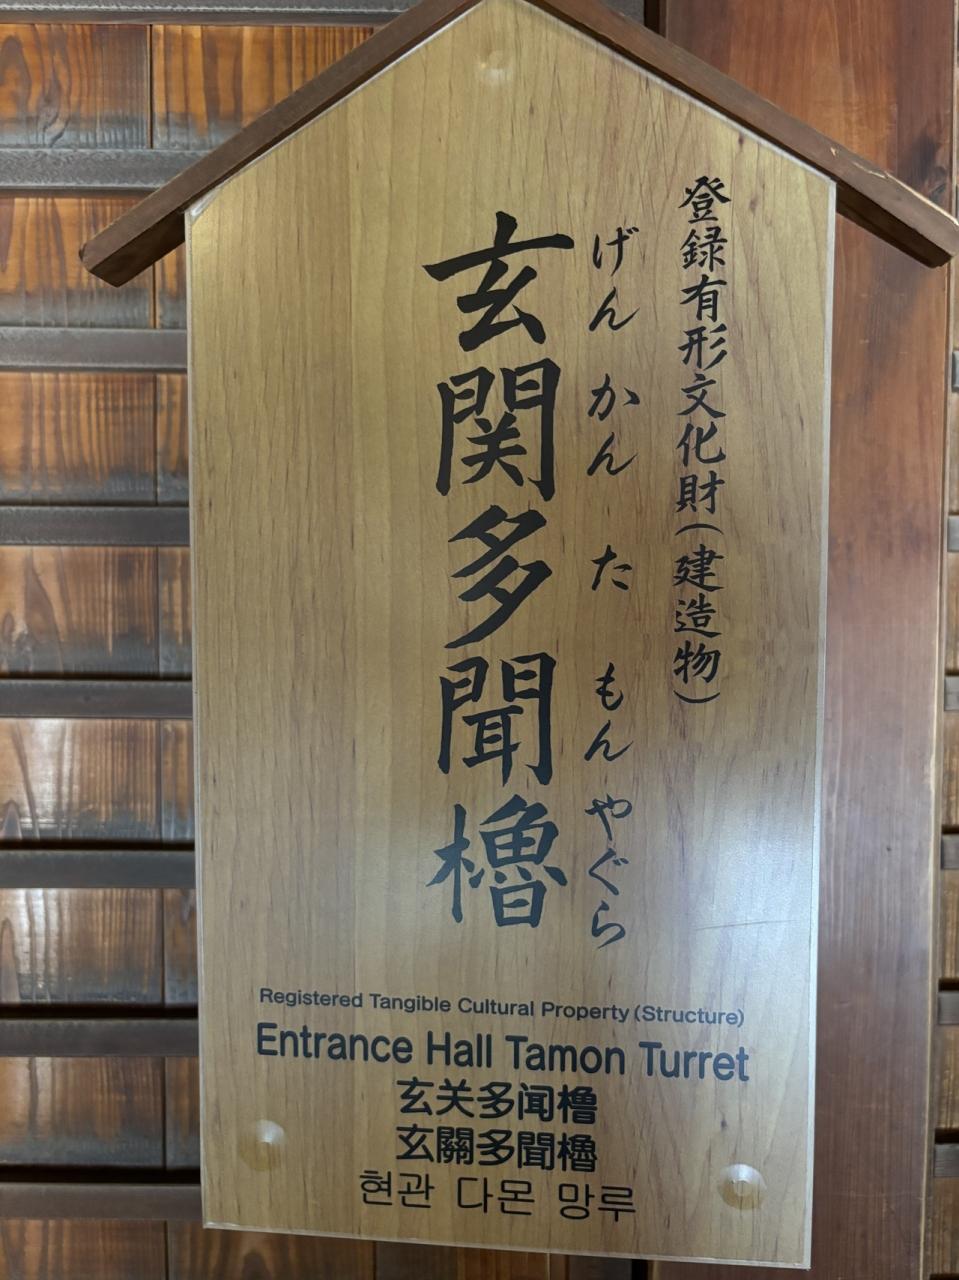 登録有形文化財(建造物)
げんかんたもんやぐら
玄関多聞櫓
Registered Tangible Cultural Property (Structure)
Entrance Hall Tamon Turret
玄关多闻橹
玄關多聞櫓
현관 다몬 망루